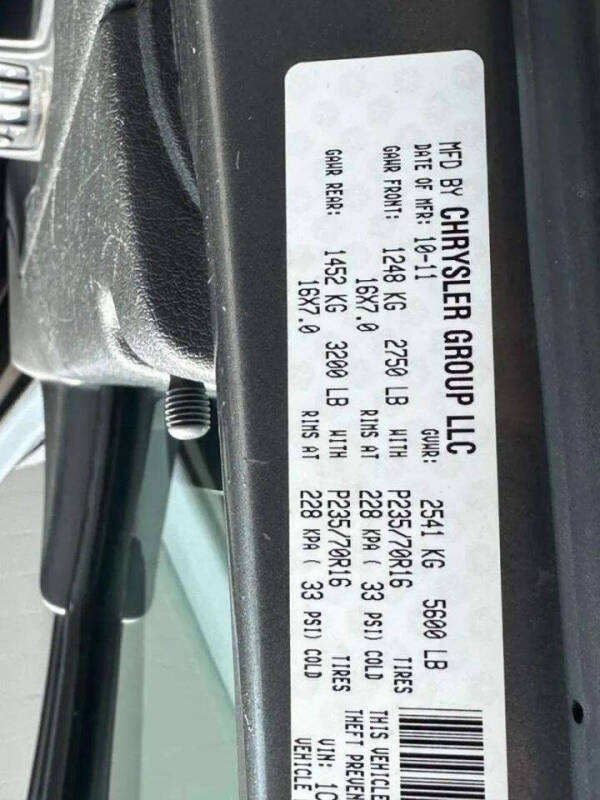 MFD BY CHRYSLER GROUP LLC
DATE OF MFR: 10-11 GVWR: 2541 KG 5600 LB
GAWR FRONT: 1248 KG 2750 LB WITH P235/70R16 TIRES
16X7.0 RIMS AT 228 KPA ( 33 PSI) COLD
GAWR REAR: 1452 KG 3200 LB WITH P235/70R16 TIRES
16X7.0 RIMS AT 228 KPA ( 33 PSI) COLD
THIS VEHICLE
THEFT PREVEN
VIN: 1C
VEHICLE